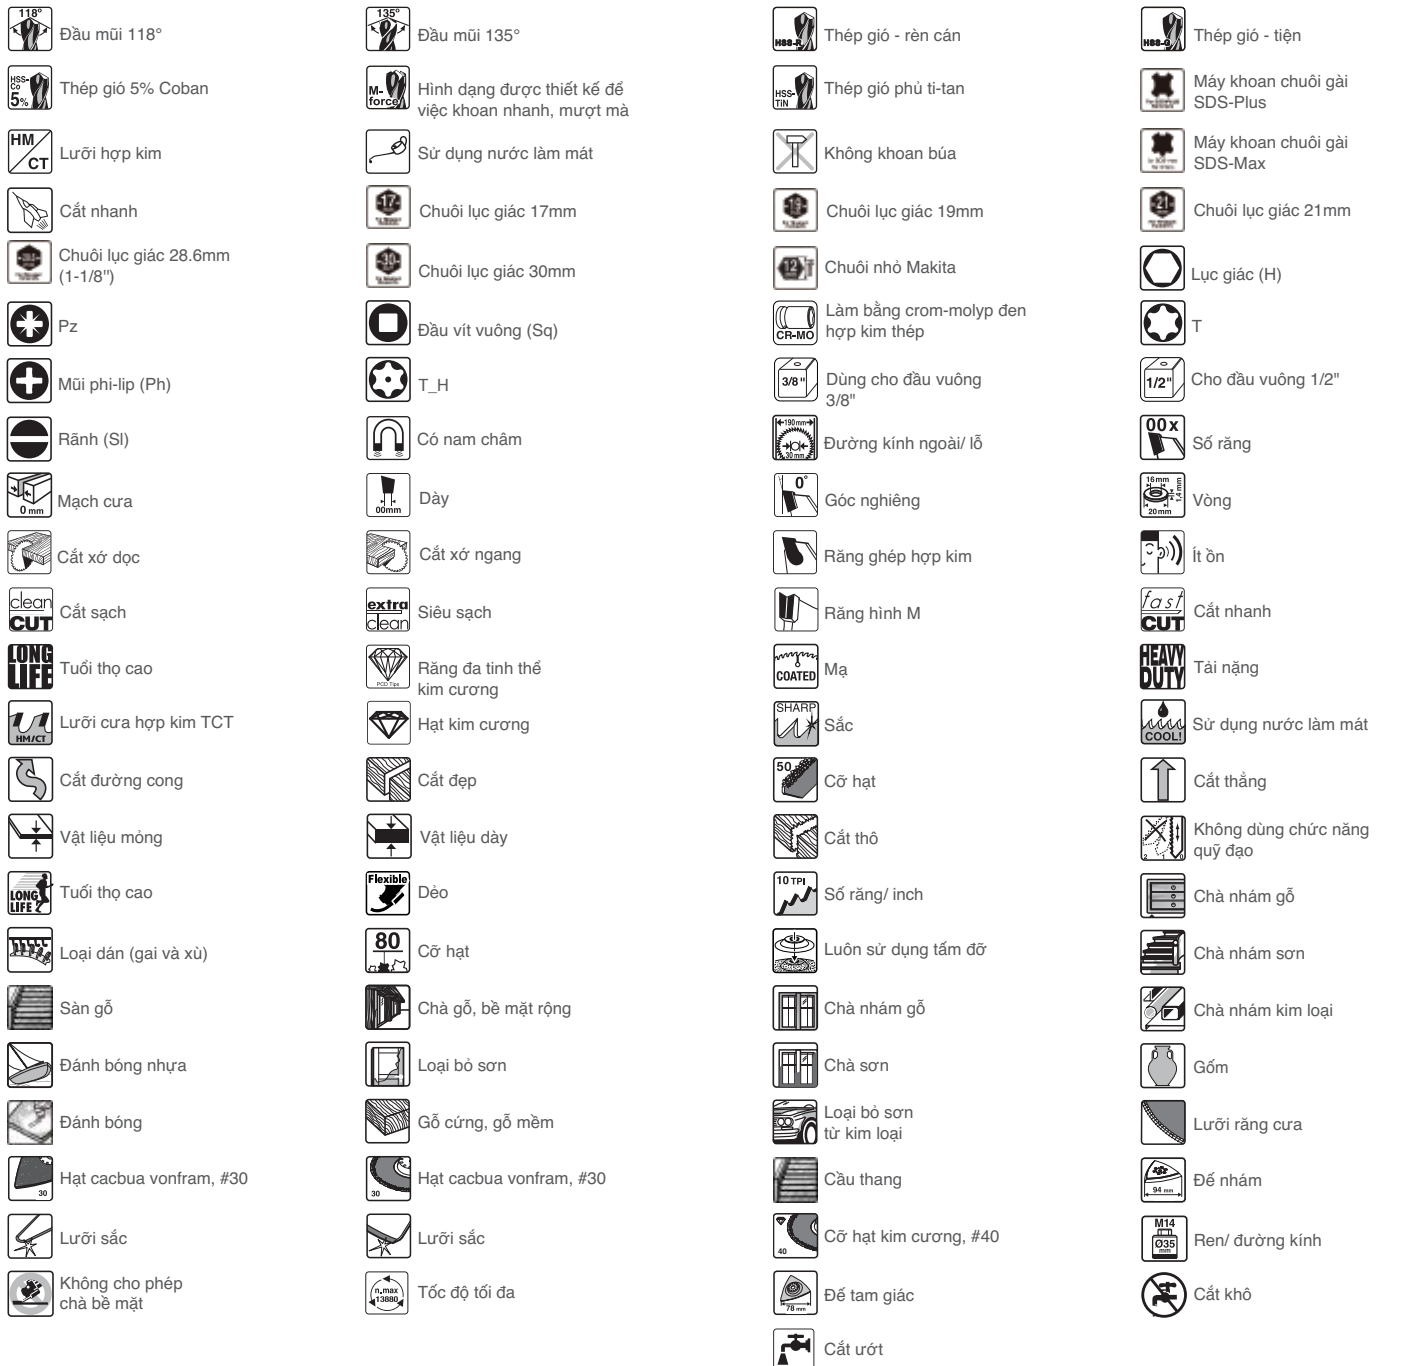 118°
Đầu mũi 118°
135°
Đầu mũi 135°
HSS-R
Thép gió - rèn cán
HSS-G
Thép gió - tiện
HSS-
Co
5%
Thép gió 5% Coban
M-
force
Hình dạng được thiết kế để
việc khoan nhanh, mượt mà
HSS-
TiN
Thép gió phủ ti-tan
Máy khoan chuôi gài
SDS-Plus
HM
CT
Lưỡi hợp kim
Sử dụng nước làm mát
Không khoan búa
Máy khoan chuôi gài
SDS-Max
Cắt nhanh
17
Chuôi lục giác 17mm
19
Chuôi lục giác 19mm
21
Chuôi lục giác 21mm
Chuôi lục giác 28.6mm
(1-1/8")
30
Chuôi lục giác 30mm
12
Chuôi nhỏ Makita
Lục giác (H)
Pz
Đầu vít vuông (Sq)
CR-MO
Làm bằng crom-molyp đen
hợp kim thép
T
Mũi phi-lip (Ph)
T_H
3/8"
Dùng cho đầu vuông
3/8"
1/2"
Cho đầu vuông 1/2"
Rãnh (Sl)
Có nam châm
190 mm
30 mm
Đường kính ngoài/ lỗ
00 x
Số răng
0 mm
Mạch cưa
00mm
Dày
0°
Góc nghiêng
16mm
1,4 mm
20mm
Vòng
Cắt xớ dọc
Cắt xớ ngang
Răng ghép hợp kim
Ít ồn
clean
CUT
Cắt sạch
extra
clean
Siêu sạch
Răng hình M
fast
CUT
Cắt nhanh
LONG
LIFE
Tuổi thọ cao
PCD Tips
Răng đa tinh thể
kim cương
COATED
Mạ
HEAVY
DUTY
Tải nặng
HM/CT
Lưỡi cưa hợp kim TCT
Hạt kim cương
SHARP
Sắc
COOL!
Sử dụng nước làm mát
Cắt đường cong
Cắt đẹp
50
Cỡ hạt
Cắt thẳng
Vật liệu mỏng
Vật liệu dày
Cắt thô
2 1 0
Không dùng chức năng
quỹ đạo
LONG
LIFE
Tuổi thọ cao
Flexible
Dẻo
10 TPI
Số răng/ inch
Chà nhám gỗ
Loại dán (gai và xù)
80
Cỡ hạt
Luôn sử dụng tấm đỡ
Chà nhám sơn
Sàn gỗ
Chà gỗ, bề mặt rộng
Chà nhám gỗ
Chà nhám kim loại
Đánh bóng nhựa
Loại bỏ sơn
Chà sơn
Gốm
Đánh bóng
Gỗ cứng, gỗ mềm
Loại bỏ sơn
từ kim loại
Lưỡi răng cưa
30
Hạt cacbua vonfram, #30
30
Hạt cacbua vonfram, #30
Cầu thang
94 mm
Đế nhám
Lưỡi sắc
Lưỡi sắc
40
Cỡ hạt kim cương, #40
M14
Ø35
mm
Ren/ đường kính
Không cho phép
chà bề mặt
n.max
13880
Tốc độ tối đa
78 mm
Đế tam giác
Cắt khô
Cắt ướt